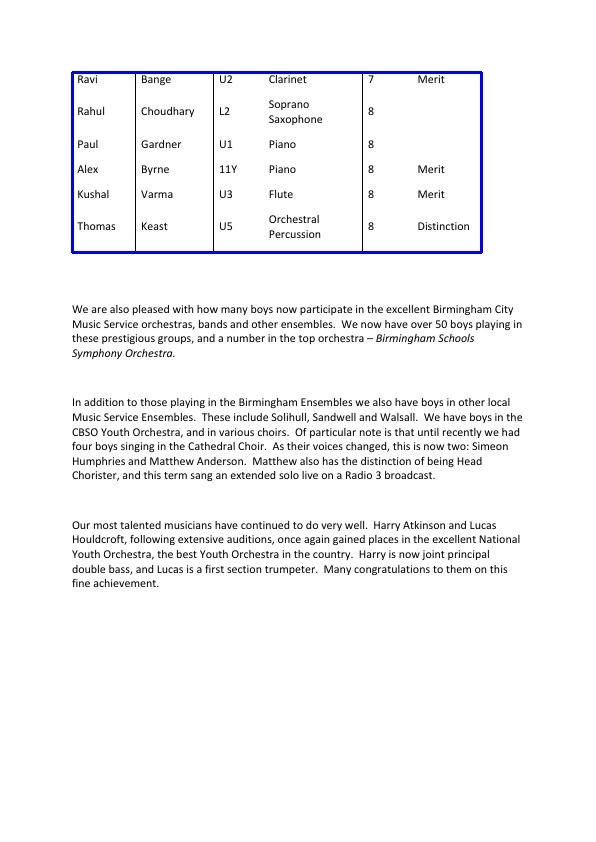 Ravi Bange U2 Clarinet 7 Merit
Rahul Choudhary L2 Soprano Saxophone 8
Paul Gardner U1 Piano 8
Alex Byrne 11Y Piano 8 Merit
Kushal Varma U3 Flute 8 Merit
Thomas Keast U5 Orchestral Percussion 8 Distinction
We are also pleased with how many boys now participate in the excellent Birmingham City
Music Service orchestras, bands and other ensembles.  We now have over 50 boys playing in
these prestigious groups, and a number in the top orchestra – Birmingham Schools
Symphony Orchestra.
In addition to those playing in the Birmingham Ensembles we also have boys in other local
Music Service Ensembles.  These include Solihull, Sandwell and Walsall.  We have boys in the
CBSO Youth Orchestra, and in various choirs.  Of particular note is that until recently we had
four boys singing in the Cathedral Choir.  As their voices changed, this is now two: Simeon
Humphries and Matthew Anderson.  Matthew also has the distinction of being Head
Chorister, and this term sang an extended solo live on a Radio 3 broadcast.
Our most talented musicians have continued to do very well.  Harry Atkinson and Lucas
Houldcroft, following extensive auditions, once again gained places in the excellent National
Youth Orchestra, the best Youth Orchestra in the country.  Harry is now joint principal
double bass, and Lucas is a first section trumpeter.  Many congratulations to them on this
fine achievement.